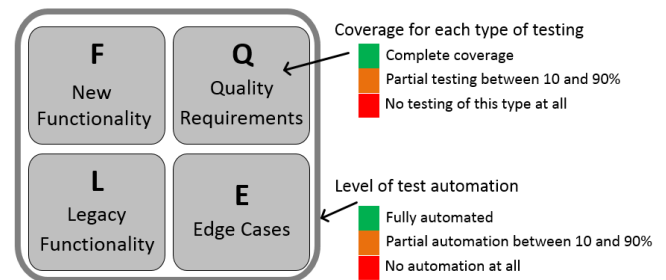 F
New
Functionality
Q
Quality
Requirements
L
Legacy
Functionality
E
Edge Cases
Coverage for each type of testing
Complete coverage
Partial testing between 10 and 90%
No testing of this type at all
Level of test automation
Fully automated
Partial automation between 10 and 90%
No automation at all